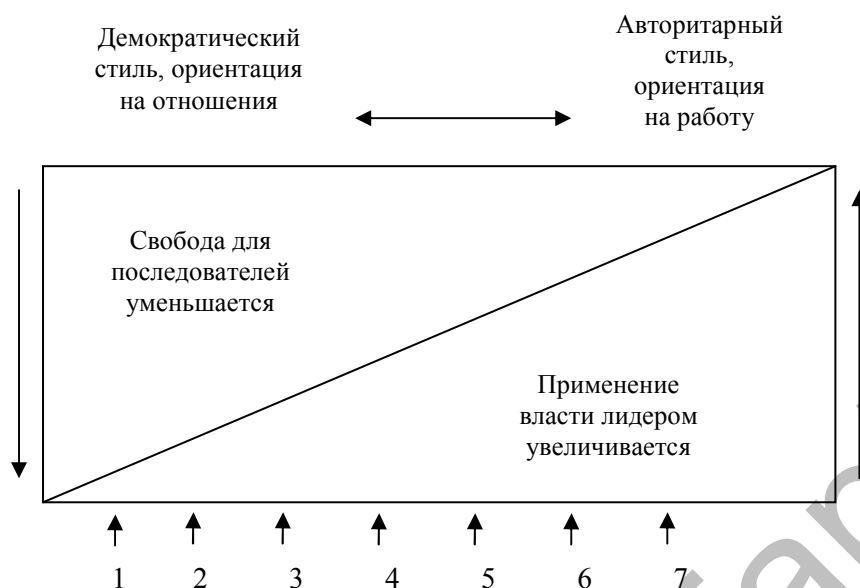 Демократический
стиль, ориентация
на отношения
Авторитарный
стиль,
ориентация
на работу
Свобода для
последователей
уменьшается
Применение
власти лидером
увеличивается
1 2 3 4 5 6 7